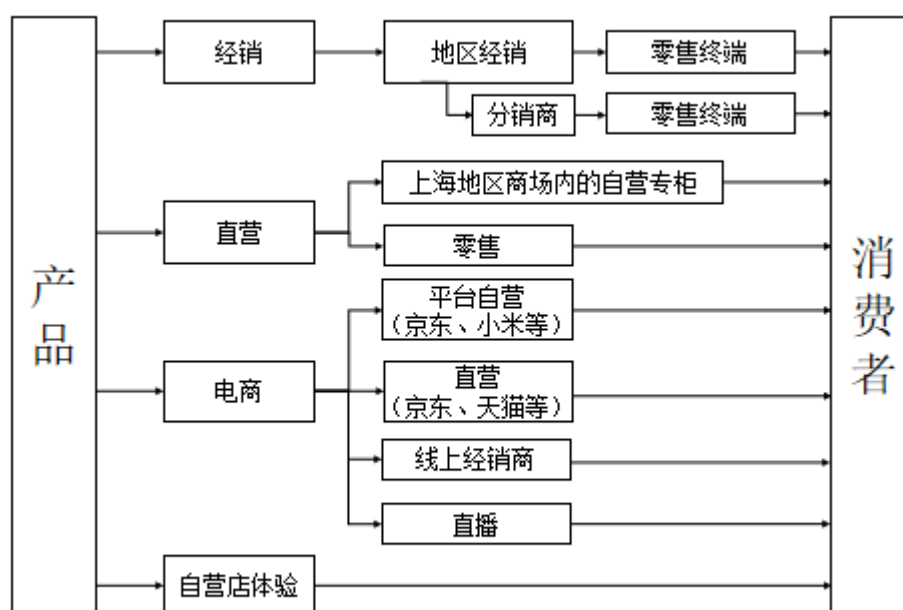 产品
经销
地区经销
零售终端
分销商
零售终端
直营
上海地区商场内的自营专柜
零售
电商
平台自营
（京东、小米等）
直营
（京东、天猫等）
线上经销商
直播
自营店体验
消费者